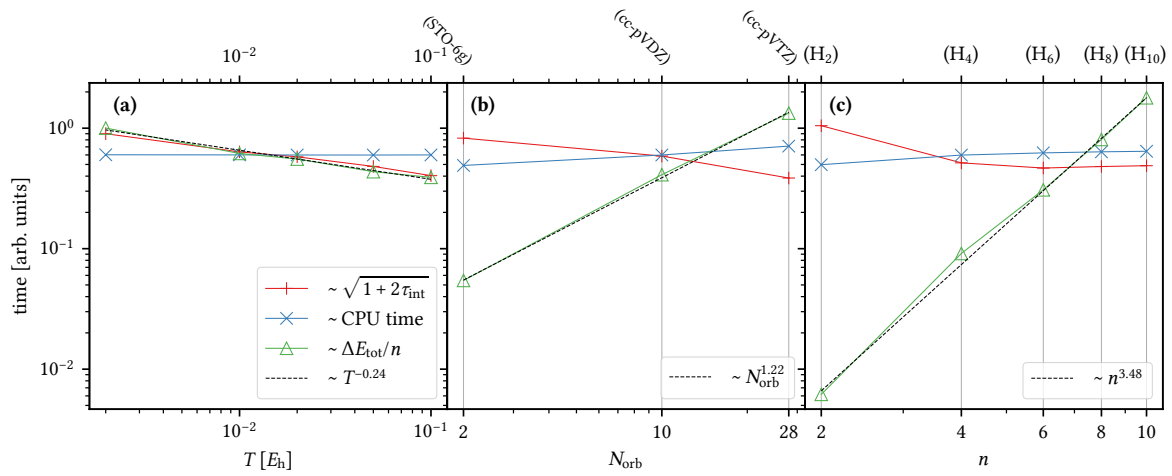 (STO-6g) (cc-pVDZ) (cc-pVTZ)
10⁻² 10⁻¹ (H₂) (H₄) (H₆) (H₈) (H₁₀)
(a) (b) (c)
time [arb. units]
10⁰
10⁻¹
10⁻²
~ √1 + 2τ_int
~ CPU time
~ ΔE_tot/n
~ T^−0.24
~ N_orb^1.22
~ n^3.48
10⁻² 10⁻¹ 2 10 28 2 4 6 8 10
T [E_h] N_orb n